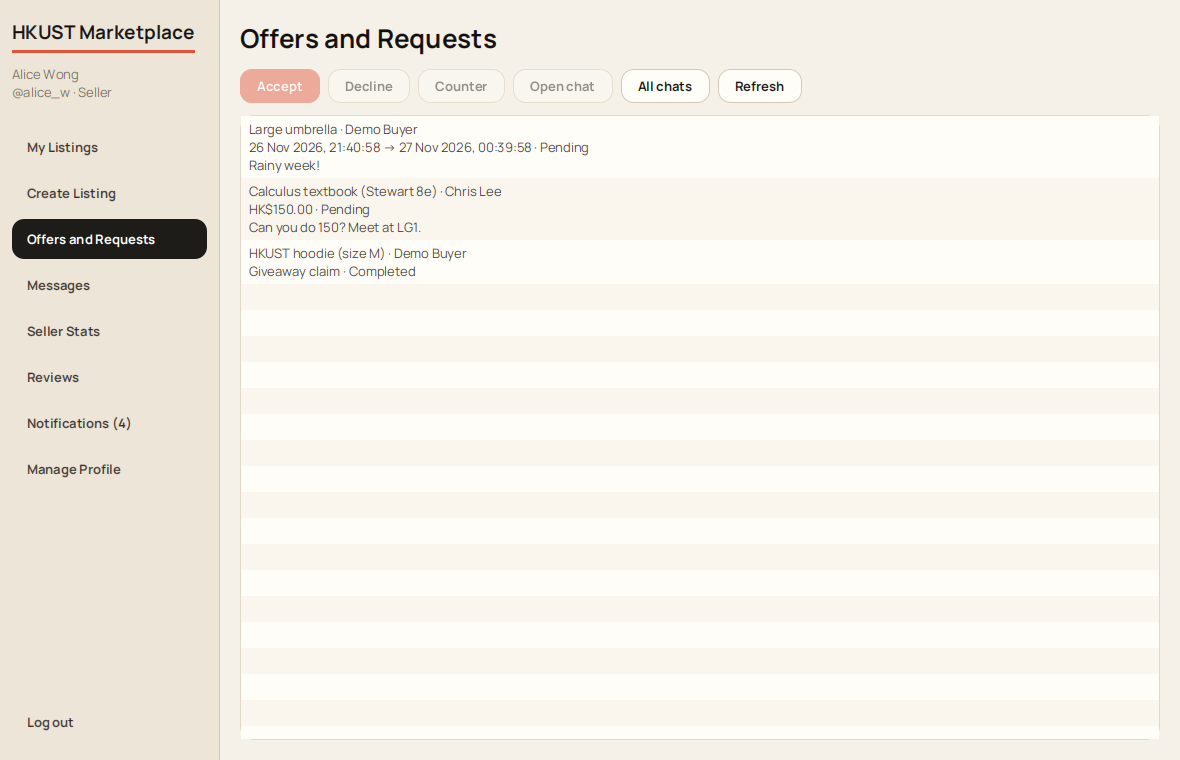 HKUST Marketplace
Alice Wong
@alice_w · Seller
My Listings
Create Listing
Offers and Requests
Messages
Seller Stats
Reviews
Notifications (4)
Manage Profile
Log out
Offers and Requests
Accept
Decline
Counter
Open chat
All chats
Refresh
Large umbrella · Demo Buyer
26 Nov 2026, 21:40:58 → 27 Nov 2026, 00:39:58 · Pending
Rainy week!
Calculus textbook (Stewart 8e) · Chris Lee
HK$150.00 · Pending
Can you do 150? Meet at LG1.
HKUST hoodie (size M) · Demo Buyer
Giveaway claim · Completed